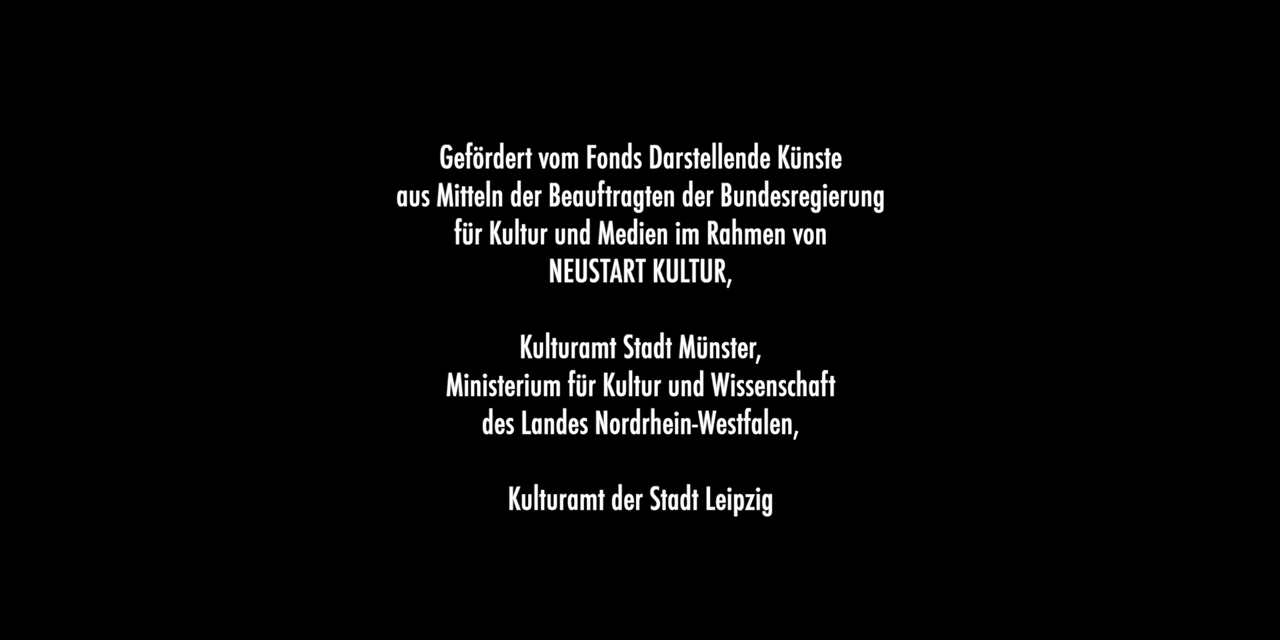 Gefördert vom Fonds Darstellende Künste
aus Mitteln der Beauftragten der Bundesregierung
für Kultur und Medien im Rahmen von
NEUSTART KULTUR,
Kulturamt Stadt Münster,
Ministerium für Kultur und Wissenschaft
des Landes Nordrhein-Westfalen,
Kulturamt der Stadt Leipzig